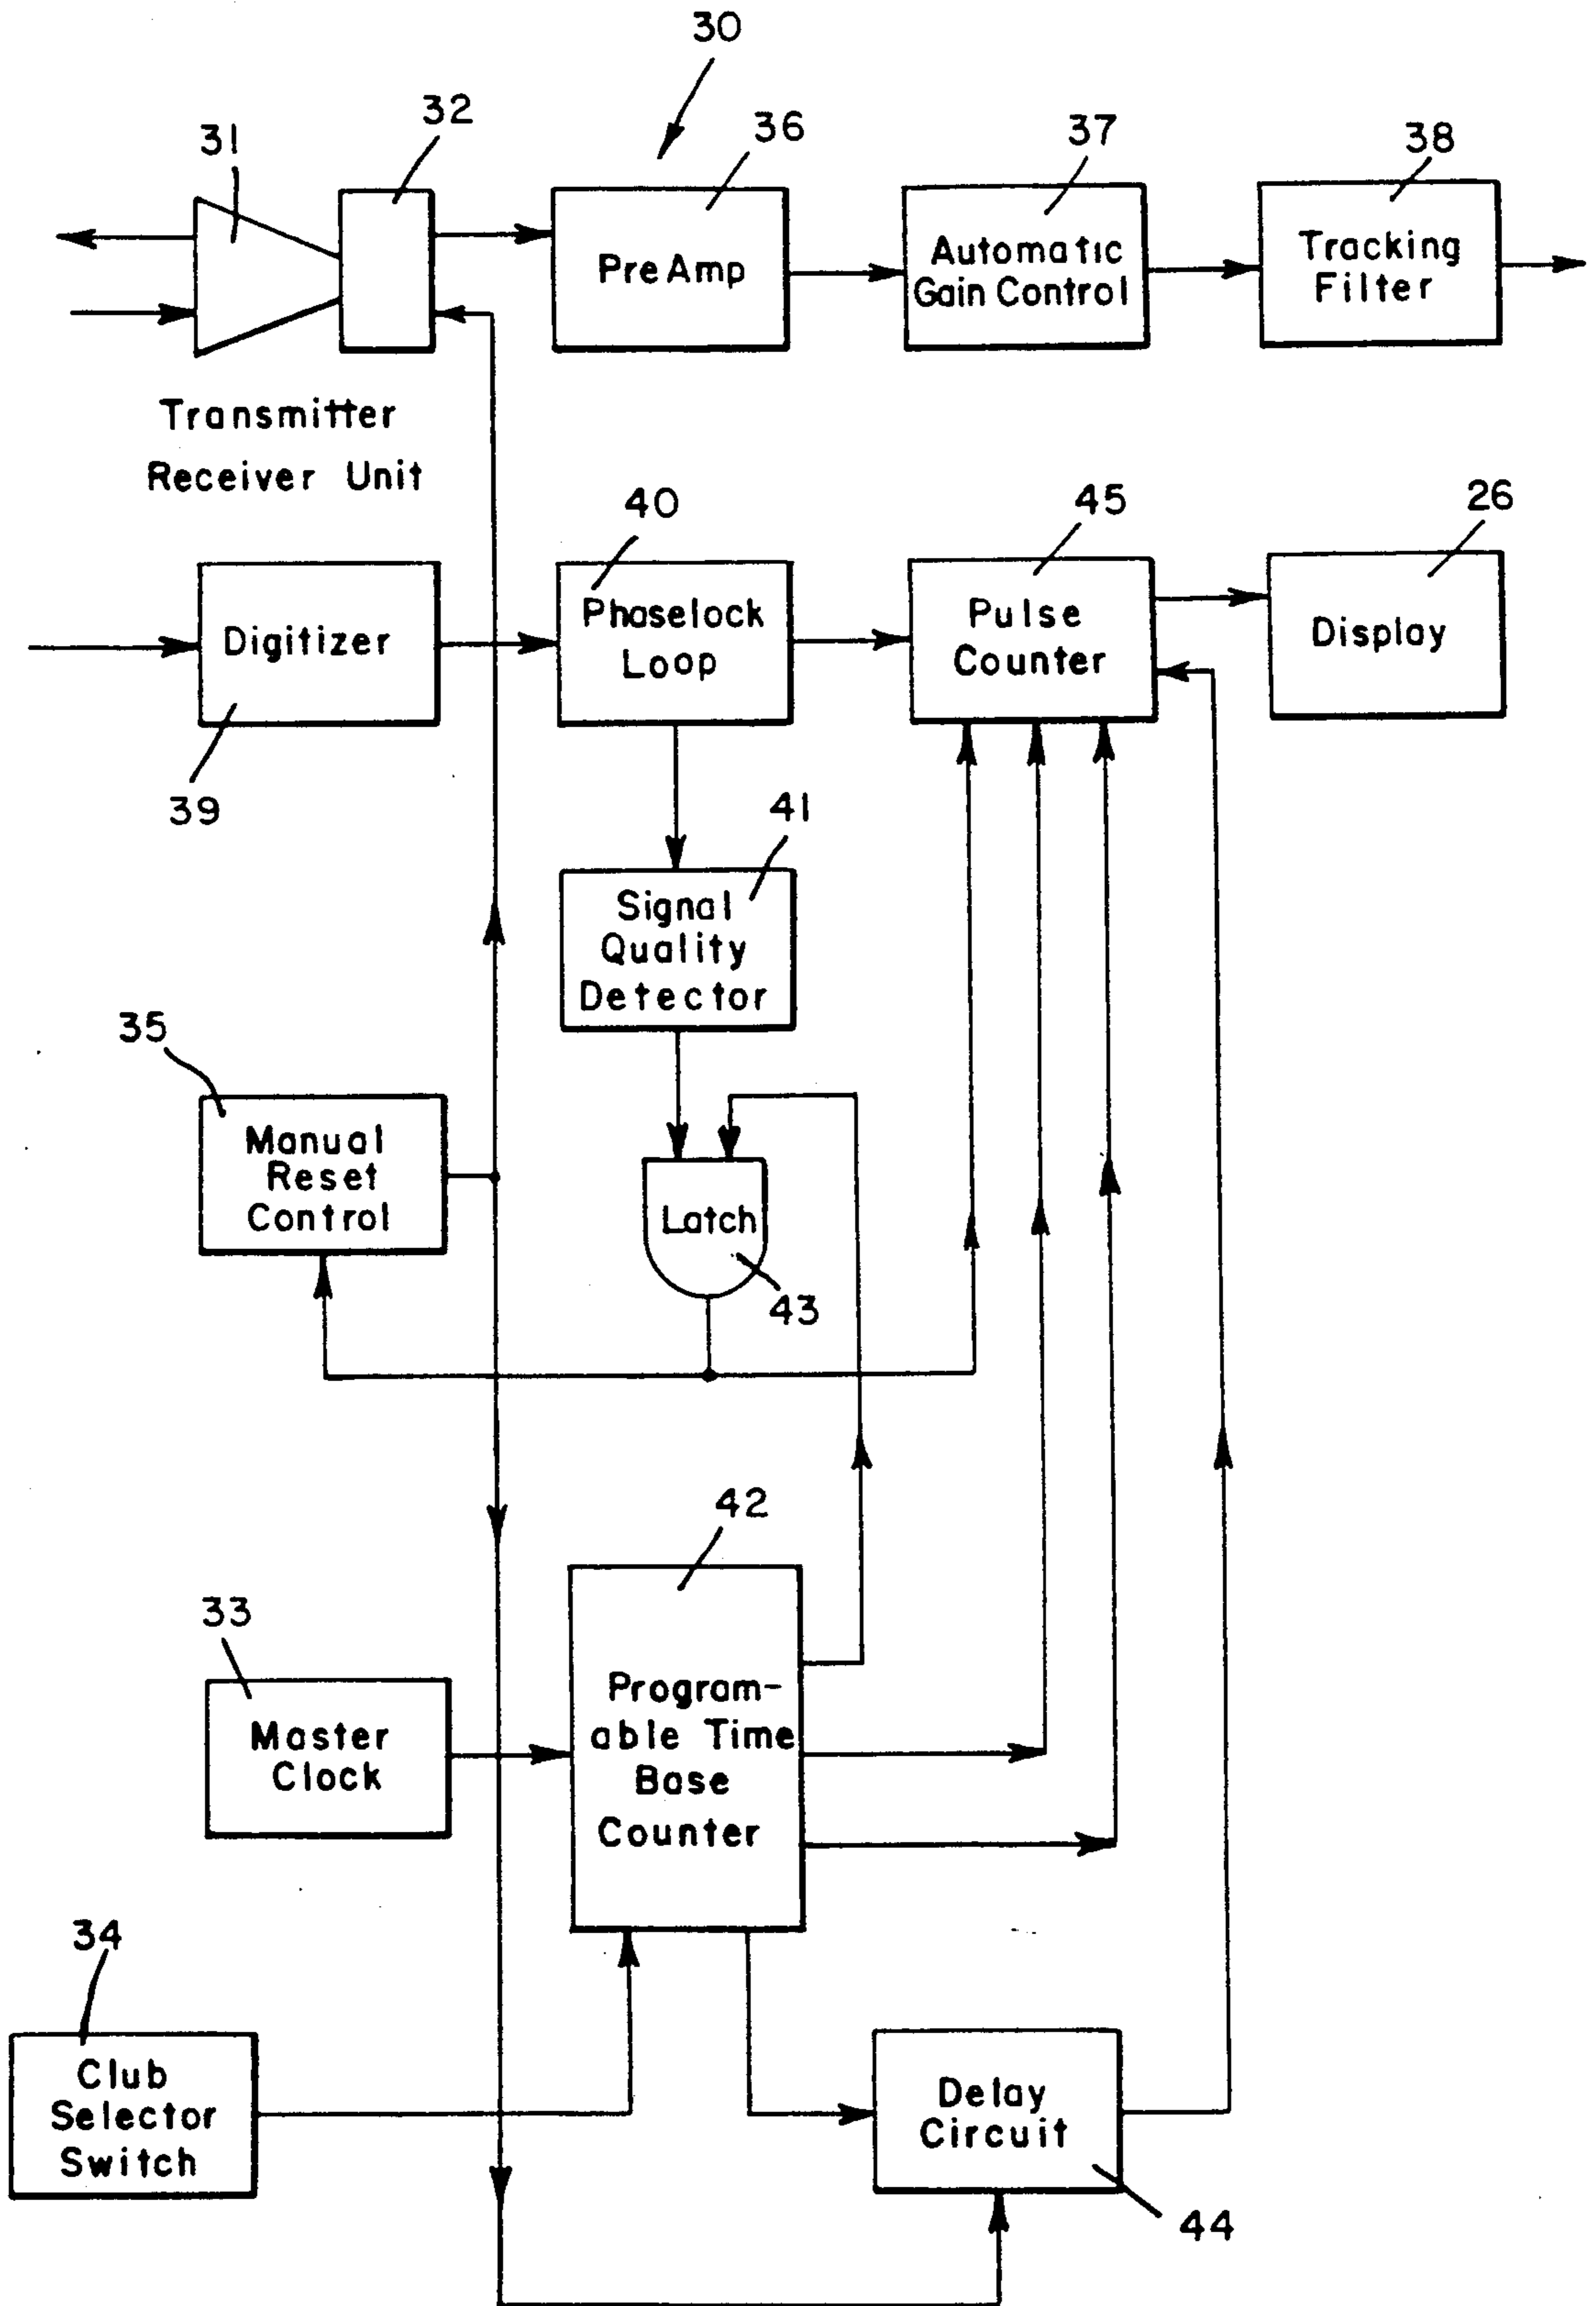 30
31
32
36
37
38
PreAmp
Automatic
Gain Control
Tracking
Filter
Transmitter
Receiver Unit
40
45
26
Digitizer
Phaselock
Loop
Pulse
Counter
Display
39
41
Signal
Quality
Detector
35
Manual
Reset
Control
Latch
43
42
33
Master
Clock
Program-
able Time
Base
Counter
34
Club
Selector
Switch
Delay
Circuit
44